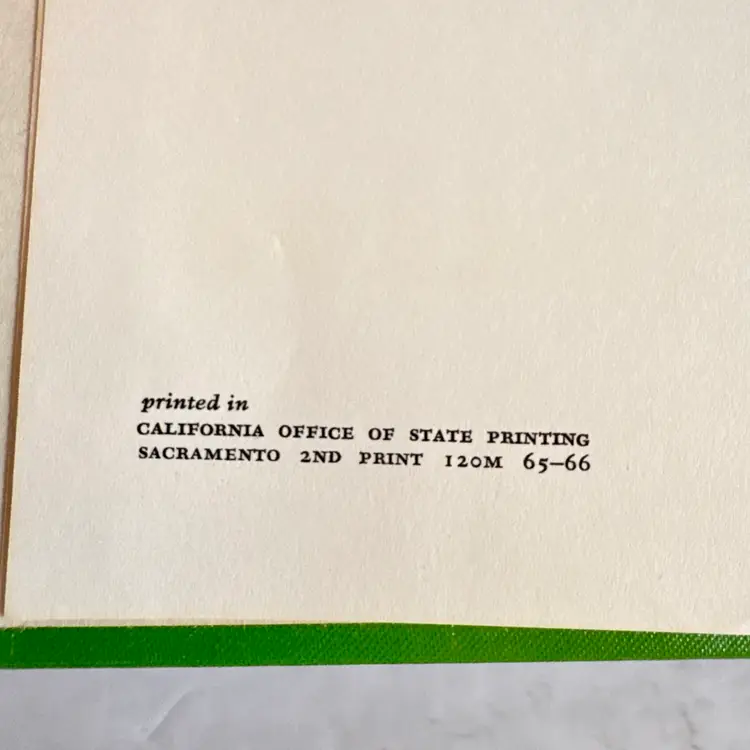 printed in
CALIFORNIA OFFICE OF STATE PRINTING
SACRAMENTO 2ND PRINT 120M 65–66